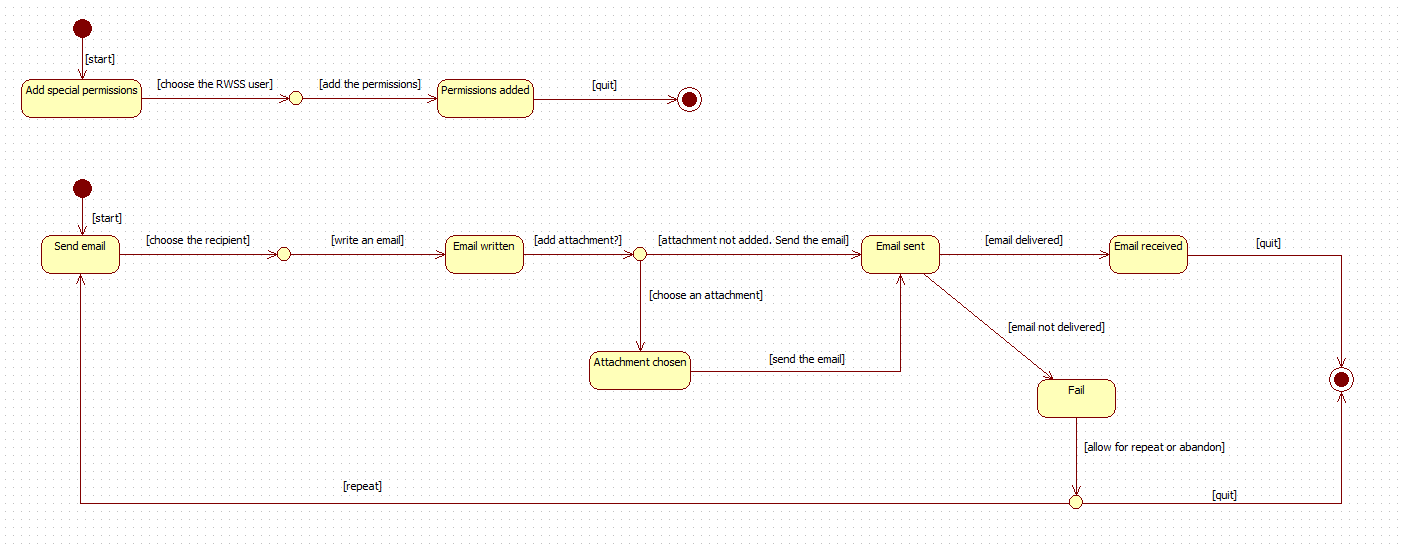 [start]
Add special permissions
[choose the RWSS user]
[add the permissions]
Permissions added
[quit]
[start]
Send email
[choose the recipient]
[write an email]
Email written
[add attachment?]
[attachment not added. Send the email]
Email sent
[email delivered]
Email received
[quit]
[choose an attachment]
[email not delivered]
Attachment chosen
[send the email]
Fail
[allow for repeat or abandon]
[repeat]
[quit]